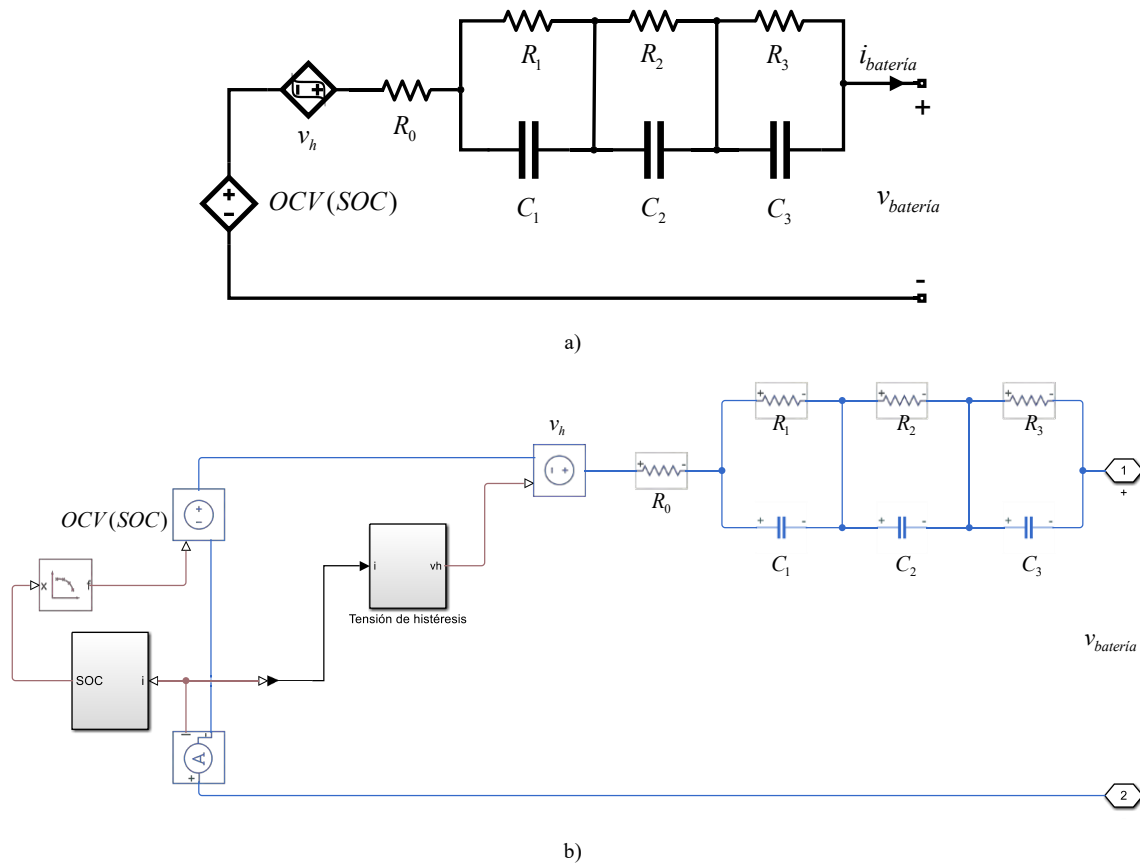 R1
R2
R3
ibatería
+
- +
vh
R0
+
-
OCV(SOC)
C1
C2
C3
vbatería
-
a)
+ -
+ -
+ -
R1
R2
R3
vh
- +
+ -
R0
1
+
OCV(SOC)
+
-
+ -
+ -
+ -
C1
C2
C3
x
f
i
vh
Tensión de histéresis
SOC
i
vbatería
I
-
A
+
2
b)